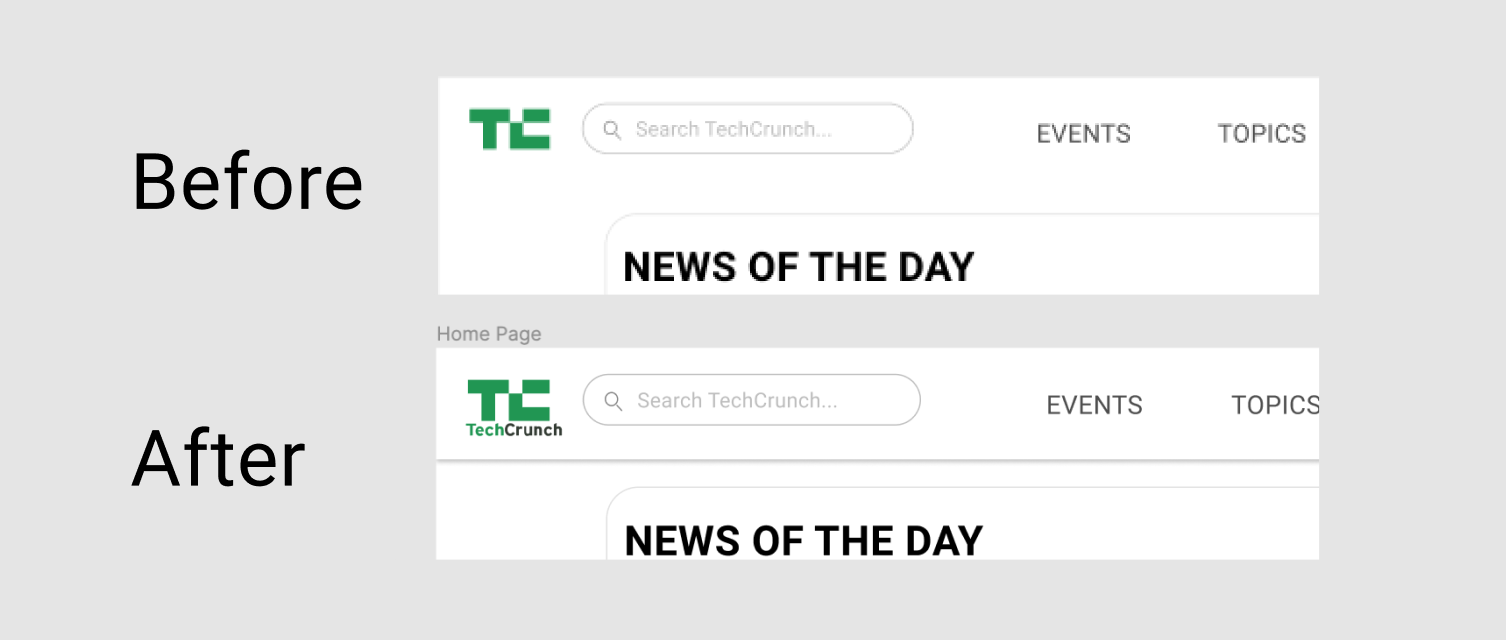 Before
TC
Search TechCrunch...
EVENTS
TOPICS
NEWS OF THE DAY
Home Page
After
TC
TechCrunch
Search TechCrunch...
EVENTS
TOPICS
NEWS OF THE DAY